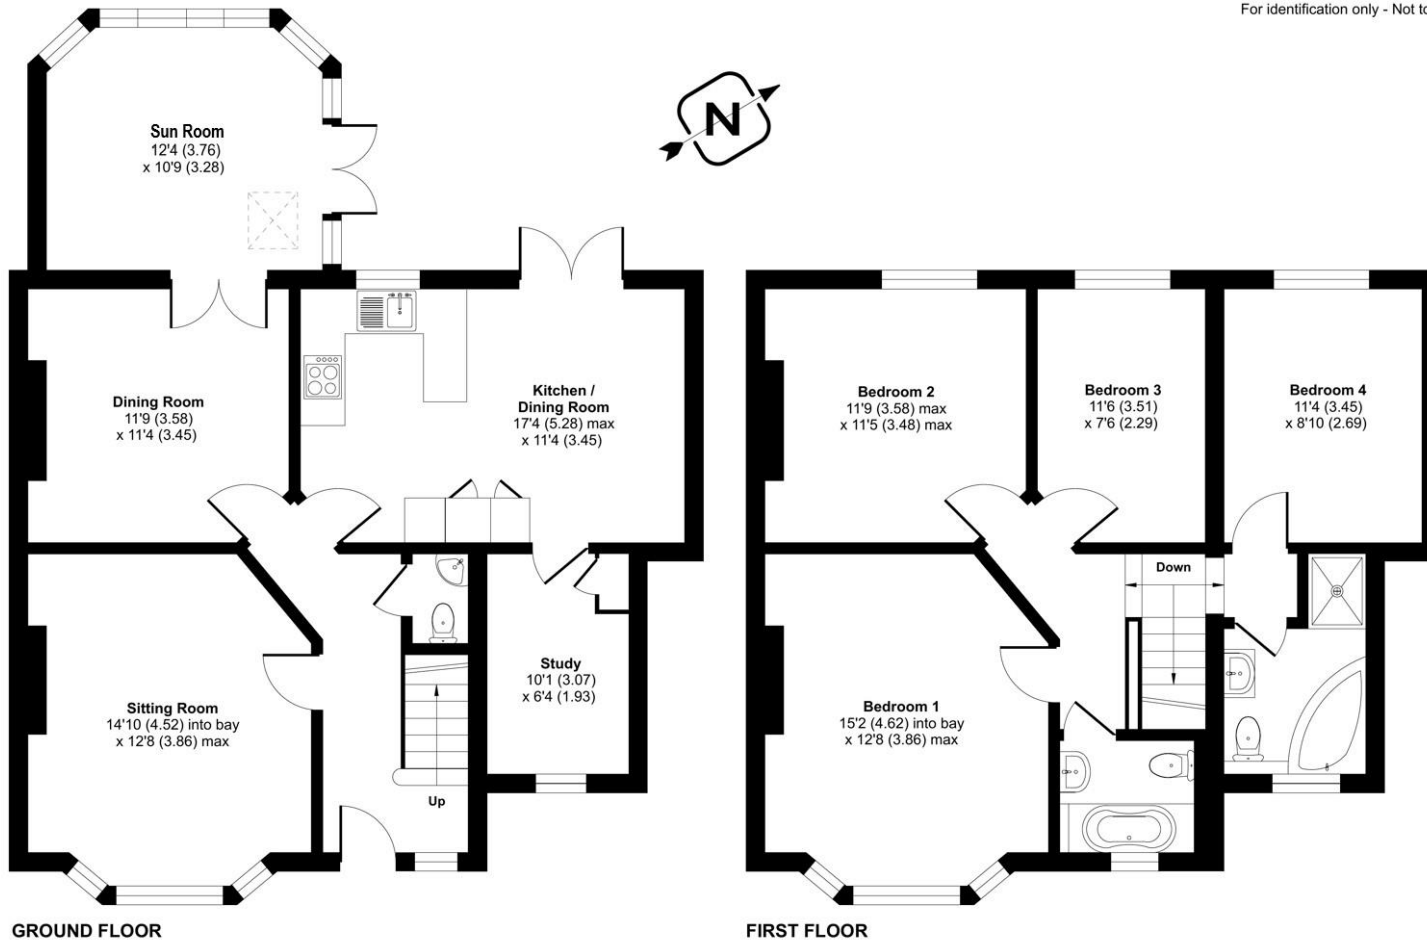 For identification only - Not to
N
Sun Room
12'4 (3.76)
x 10'9 (3.28)
Dining Room
11'9 (3.58)
x 11'4 (3.45)
Kitchen /
Dining Room
17'4 (5.28) max
x 11'4 (3.45)
Sitting Room
14'10 (4.52) into bay
x 12'8 (3.86) max
Study
10'1 (3.07)
x 6'4 (1.93)
Up
GROUND FLOOR
Bedroom 2
11'9 (3.58) max
x 11'5 (3.48) max
Bedroom 3
11'6 (3.51)
x 7'6 (2.29)
Bedroom 4
11'4 (3.45)
x 8'10 (2.69)
Down
Bedroom 1
15'2 (4.62) into bay
x 12'8 (3.86) max
FIRST FLOOR